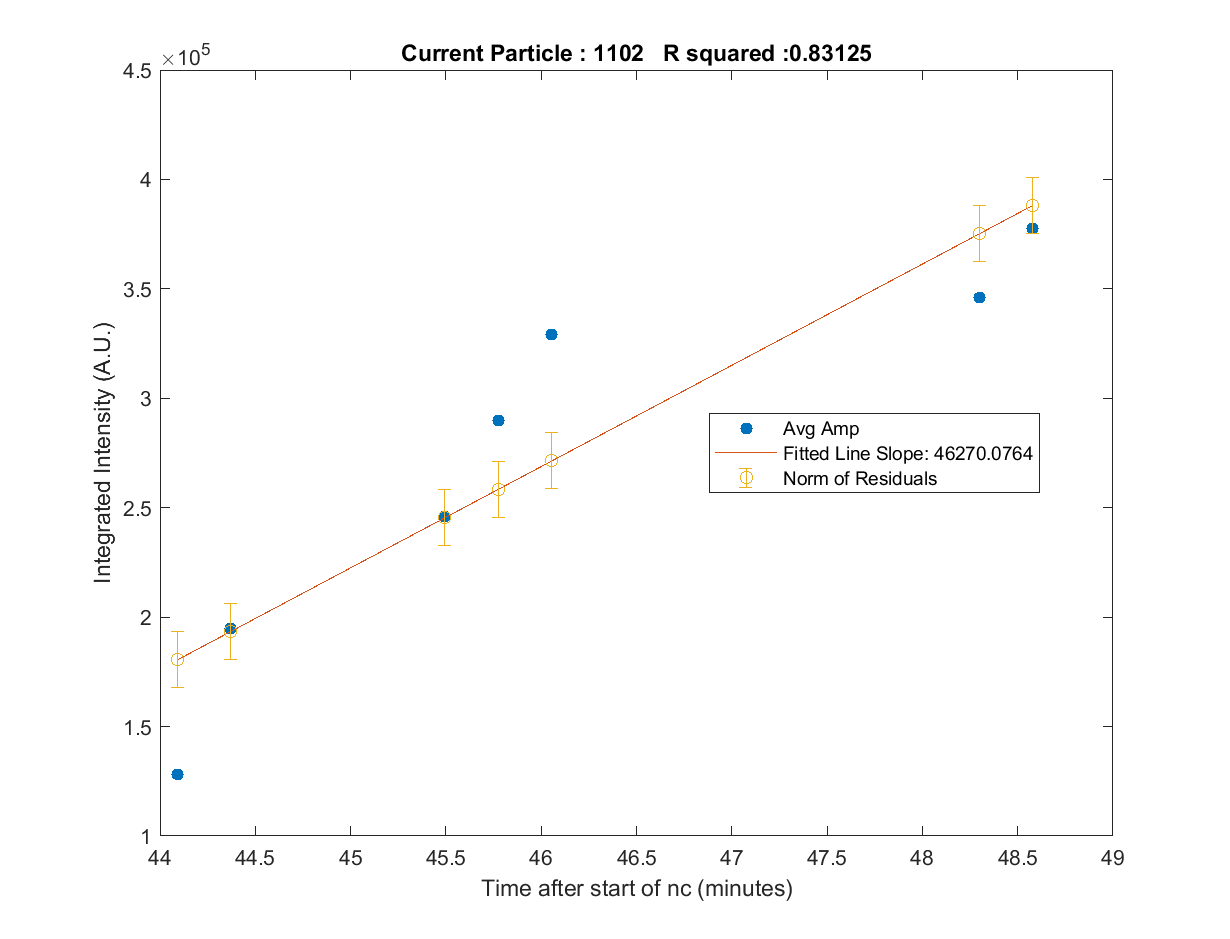 Current Particle : 1102   R squared :0.83125
×10^5
4.5
4
3.5
3
2.5
2
1.5
1
Integrated Intensity (A.U.)
Avg Amp
Fitted Line Slope: 46270.0764
Norm of Residuals
44 44.5 45 45.5 46 46.5 47 47.5 48 48.5 49
Time after start of nc (minutes)